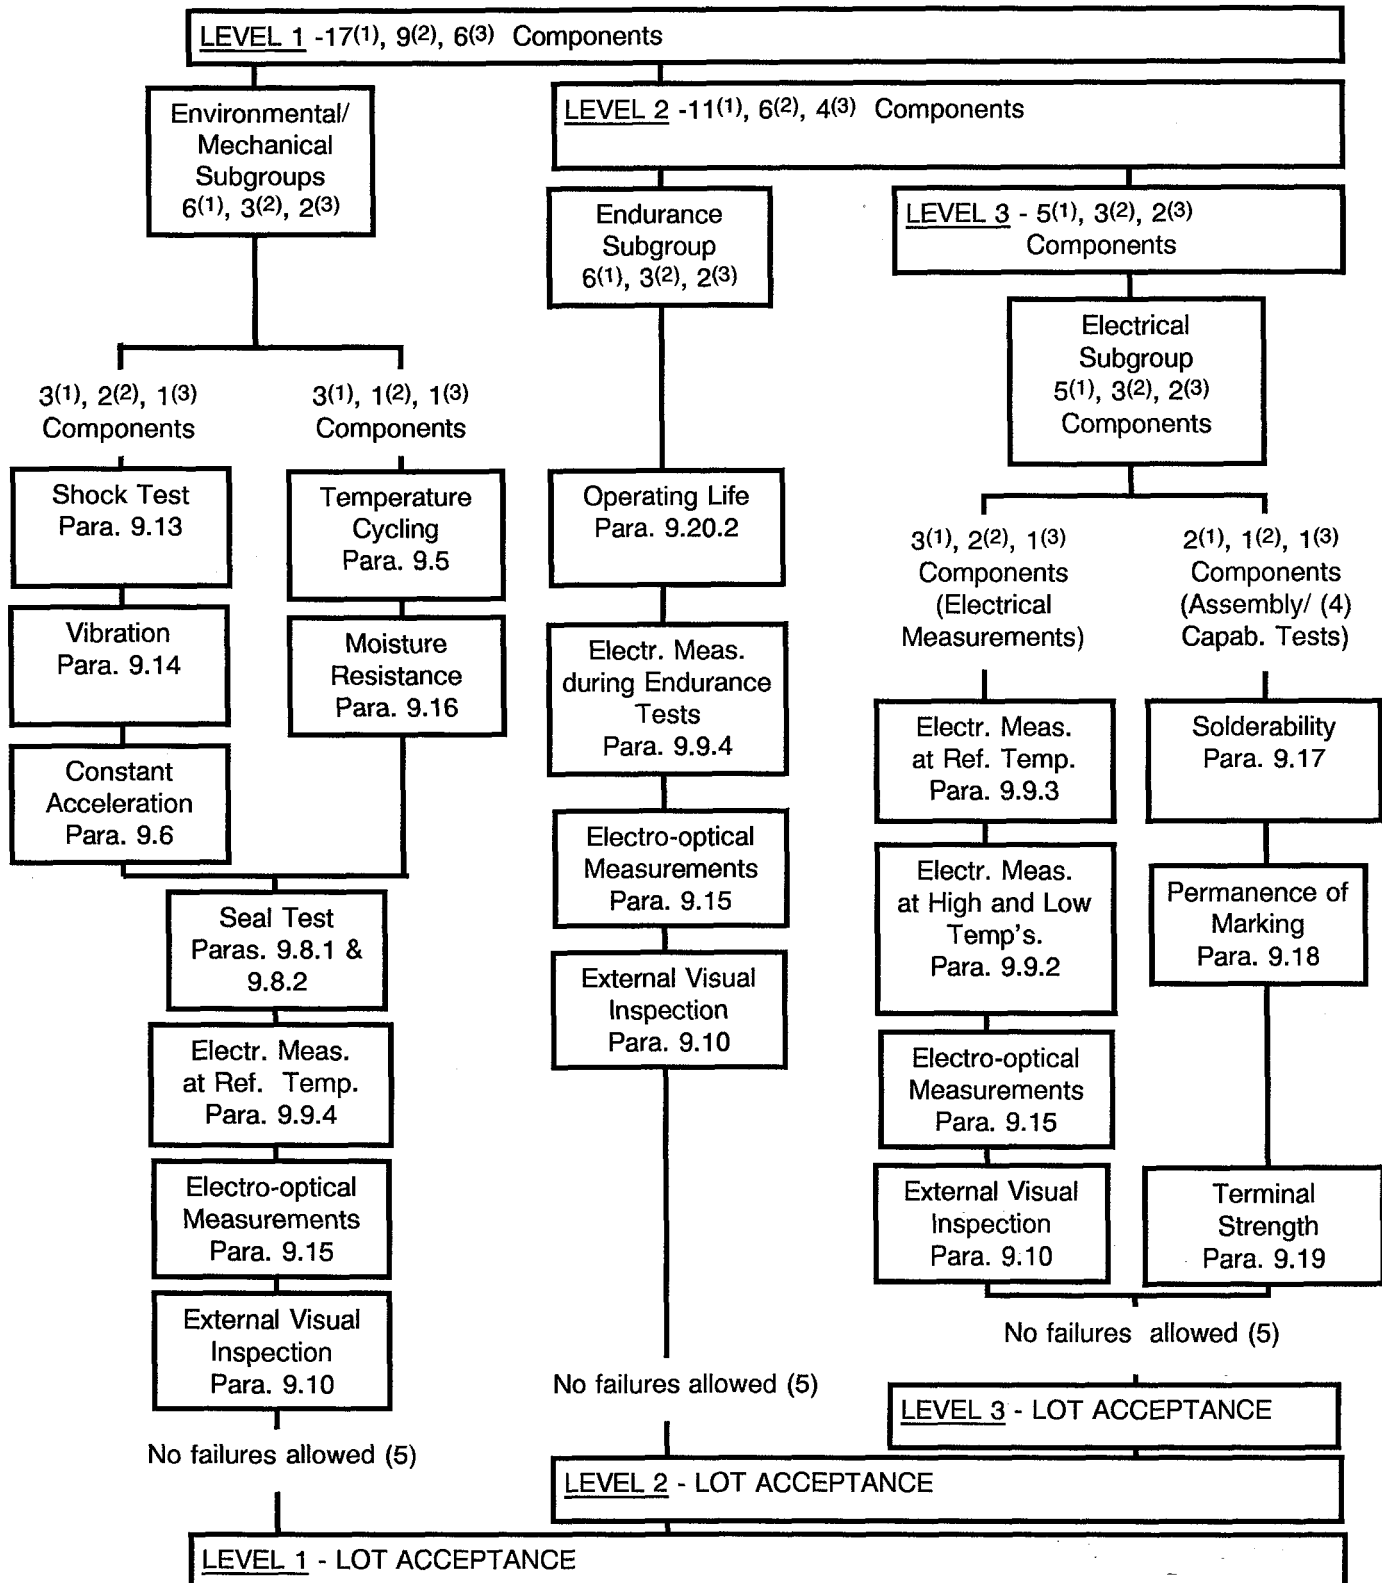 LEVEL 1 -17(1), 9(2), 6(3) Components
Environmental/
Mechanical
Subgroups
6(1), 3(2), 2(3)
LEVEL 2 -11(1), 6(2), 4(3) Components
Endurance
Subgroup
6(1), 3(2), 2(3)
LEVEL 3 - 5(1), 3(2), 2(3)
Components
Electrical
Subgroup
5(1), 3(2), 2(3)
Components
3(1), 2(2), 1(3)
Components
3(1), 1(2), 1(3)
Components
Shock Test
Para. 9.13
Vibration
Para. 9.14
Constant
Acceleration
Para. 9.6
Temperature
Cycling
Para. 9.5
Moisture
Resistance
Para. 9.16
Seal Test
Paras. 9.8.1 &
9.8.2
Electr. Meas.
at Ref. Temp.
Para. 9.9.4
Electro-optical
Measurements
Para. 9.15
External Visual
Inspection
Para. 9.10
No failures allowed (5)
Operating Life
Para. 9.20.2
Electr. Meas.
during Endurance
Tests
Para. 9.9.4
Electro-optical
Measurements
Para. 9.15
External Visual
Inspection
Para. 9.10
No failures allowed (5)
3(1), 2(2), 1(3)
Components
(Electrical
Measurements)
2(1), 1(2), 1(3)
Components
(Assembly/ (4)
Capab. Tests)
Electr. Meas.
at Ref. Temp.
Para. 9.9.3
Electr. Meas.
at High and Low
Temp's.
Para. 9.9.2
Electro-optical
Measurements
Para. 9.15
External Visual
Inspection
Para. 9.10
Solderability
Para. 9.17
Permanence of
Marking
Para. 9.18
Terminal
Strength
Para. 9.19
No failures allowed (5)
LEVEL 3 - LOT ACCEPTANCE
LEVEL 2 - LOT ACCEPTANCE
LEVEL 1 - LOT ACCEPTANCE